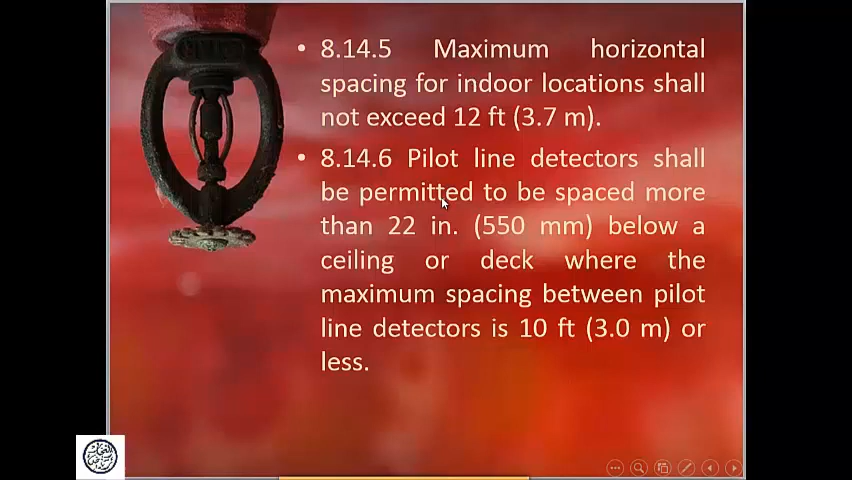 • 8.14.5 Maximum horizontal
spacing for indoor locations shall
not exceed 12 ft (3.7 m).
• 8.14.6 Pilot line detectors shall
be permitted to be spaced more
than 22 in. (550 mm) below a
ceiling or deck where the
maximum spacing between pilot
line detectors is 10 ft (3.0 m) or
less.